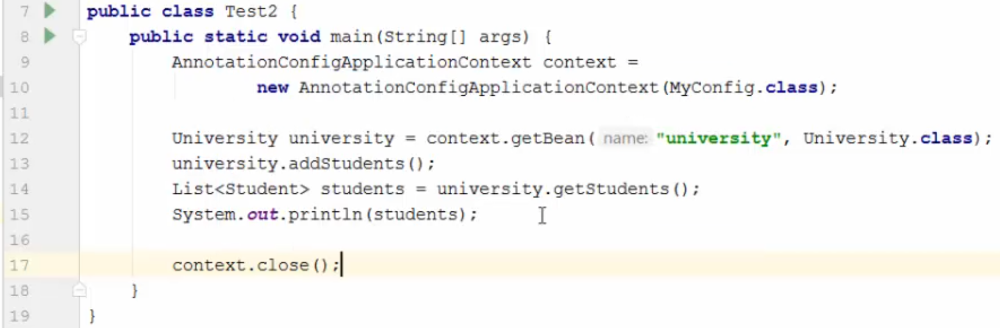 7 public class Test2 {
8 public static void main(String[] args) {
9 AnnotationConfigApplicationContext context =
10 new AnnotationConfigApplicationContext(MyConfig.class);
11
12 University university = context.getBean( name: "university", University.class);
13 university.addStudents();
14 List<Student> students = university.getStudents();
15 System.out.println(students);
16
17 context.close();
18 }
19 }